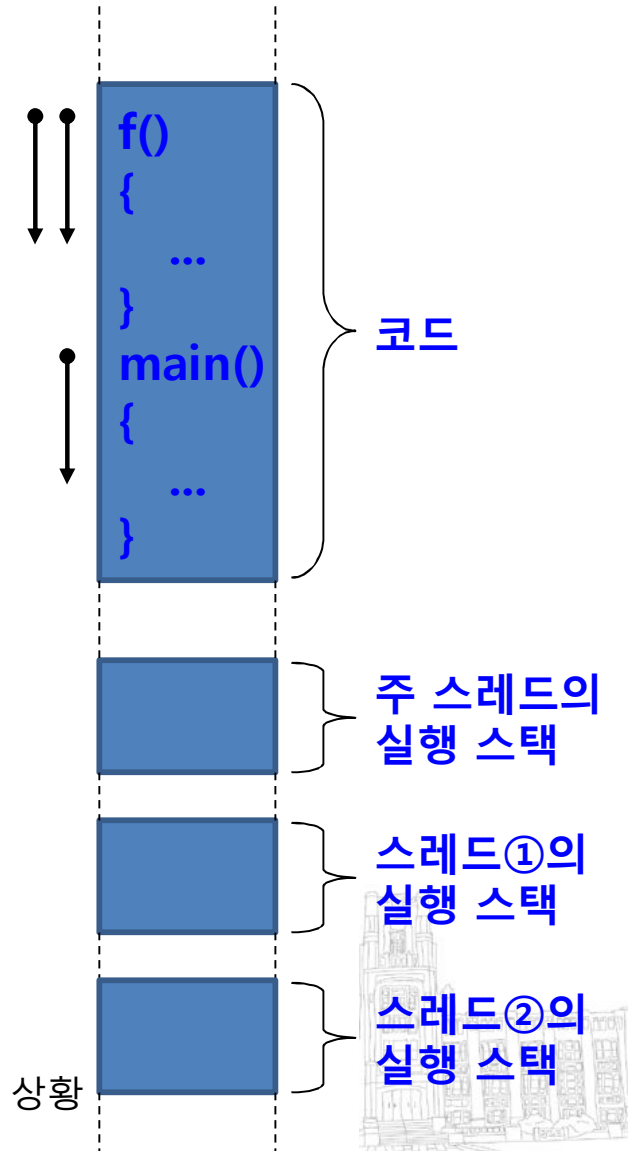 f()
{
...
}
main()
{
...
}
코드
주 스레드의
실행 스택
스레드①의
실행 스택
스레드②의
실행 스택
상황